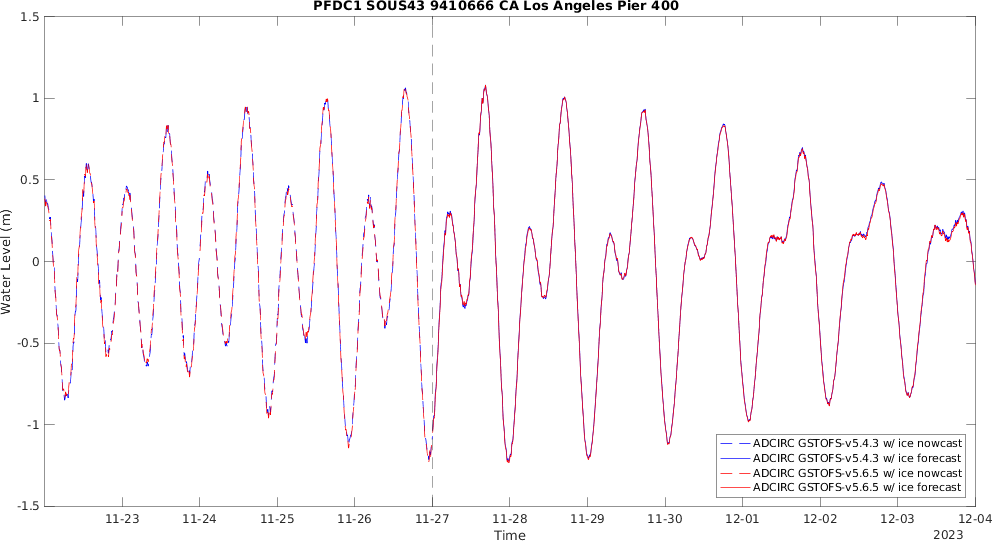 PFDC1 SOUS43 9410666 CA Los Angeles Pier 400
1.5
1
0.5
0
-0.5
-1
-1.5
Water Level (m)
ADCIRC GSTOFS-v5.4.3 w/ ice nowcast
ADCIRC GSTOFS-v5.4.3 w/ ice forecast
ADCIRC GSTOFS-v5.6.5 w/ ice nowcast
ADCIRC GSTOFS-v5.6.5 w/ ice forecast
11-23 11-24 11-25 11-26 11-27 11-28 11-29 11-30 12-01 12-02 12-03 12-04
Time
2023